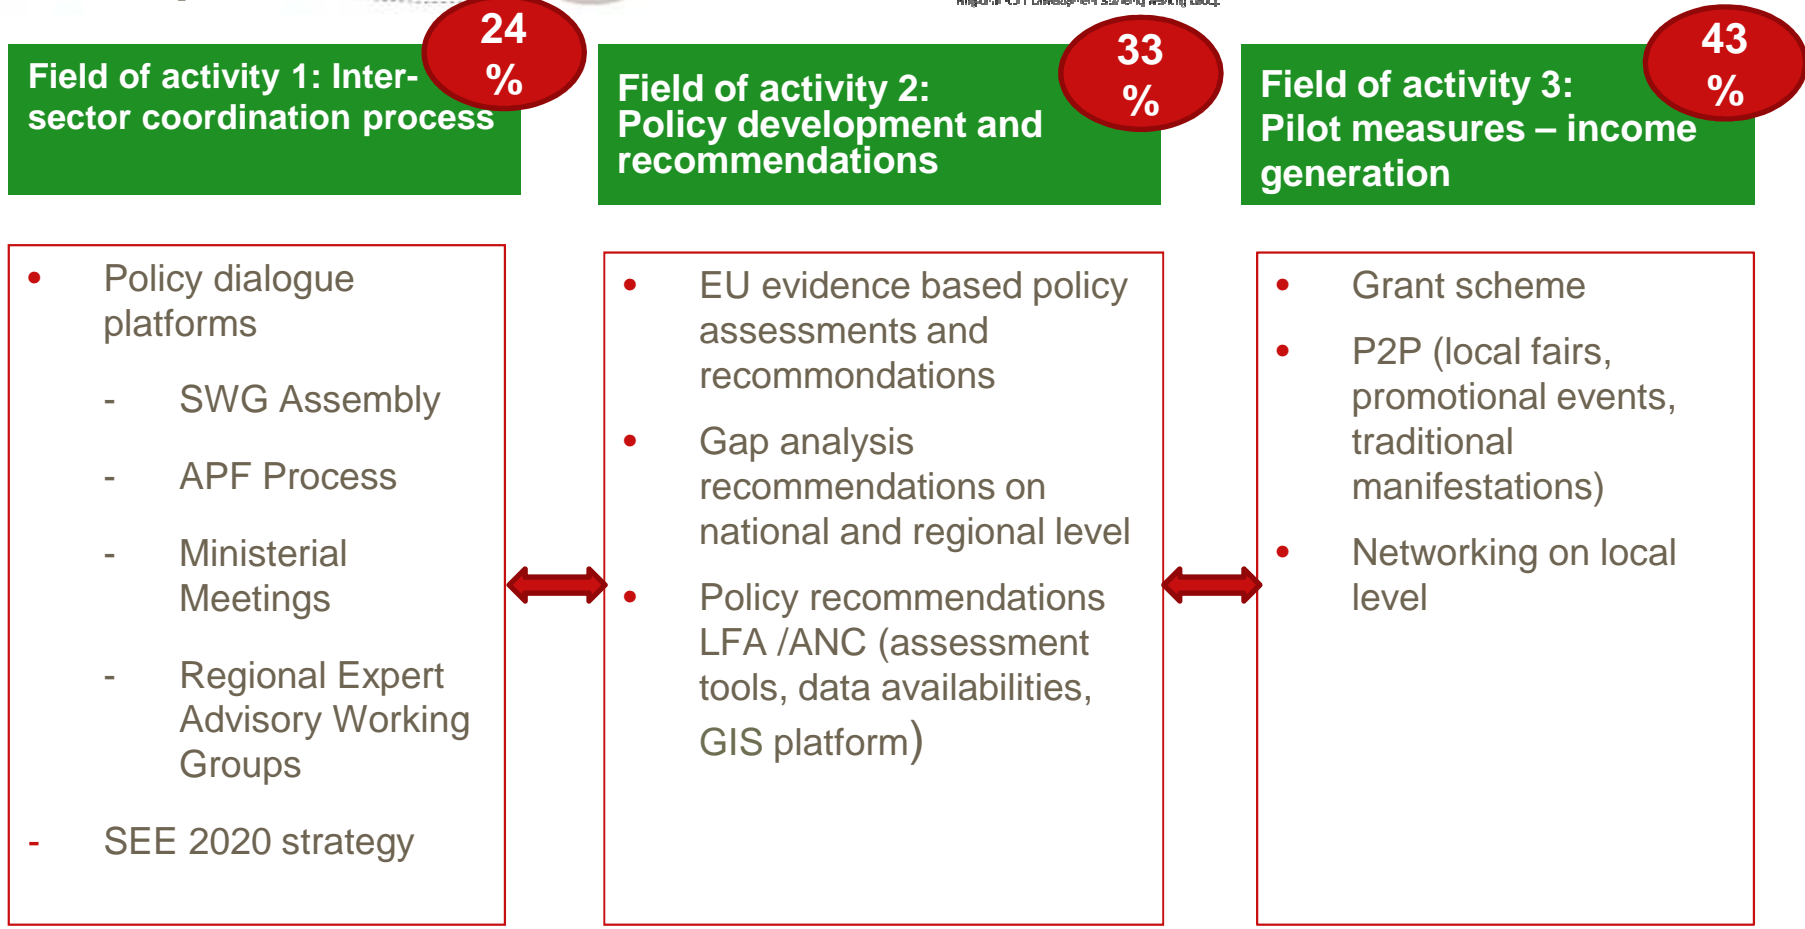 24
%
Field of activity 1: Inter-
sector coordination process
33
%
Field of activity 2:
Policy development and
recommendations
43
%
Field of activity 3:
Pilot measures – income
generation
• Policy dialogue
platforms
- SWG Assembly
- APF Process
- Ministerial
Meetings
- Regional Expert
Advisory Working
Groups
- SEE 2020 strategy
• EU evidence based policy
assessments and
recommondations
• Gap analysis
recommendations on
national and regional level
• Policy recommendations
LFA /ANC (assessment
tools, data availabilities,
GIS platform)
• Grant scheme
• P2P (local fairs,
promotional events,
traditional
manifestations)
• Networking on local
level